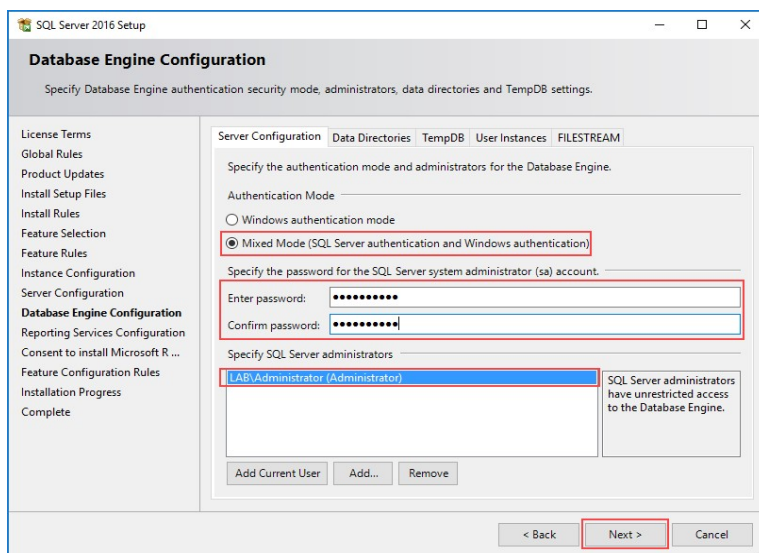 SQL Server 2016 Setup
Database Engine Configuration
Specify Database Engine authentication security mode, administrators, data directories and TempDB settings.
License Terms
Global Rules
Product Updates
Install Setup Files
Install Rules
Feature Selection
Feature Rules
Instance Configuration
Server Configuration
Database Engine Configuration
Reporting Services Configuration
Consent to install Microsoft R ...
Feature Configuration Rules
Installation Progress
Complete
Server Configuration Data Directories TempDB User Instances FILESTREAM
Specify the authentication mode and administrators for the Database Engine.
Authentication Mode
Windows authentication mode
Mixed Mode (SQL Server authentication and Windows authentication)
Specify the password for the SQL Server system administrator (sa) account.
Enter password: ●●●●●●●●●●
Confirm password: ●●●●●●●●●●
Specify SQL Server administrators
LAB\Administrator (Administrator)
SQL Server administrators
have unrestricted access
to the Database Engine.
Add Current User Add... Remove
< Back Next > Cancel